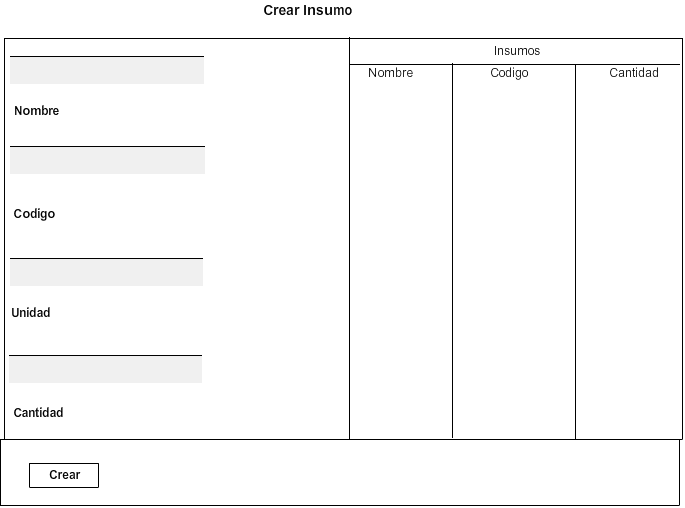 Crear Insumo
Nombre
Codigo
Unidad
Cantidad
Insumos
Nombre Codigo Cantidad
Crear